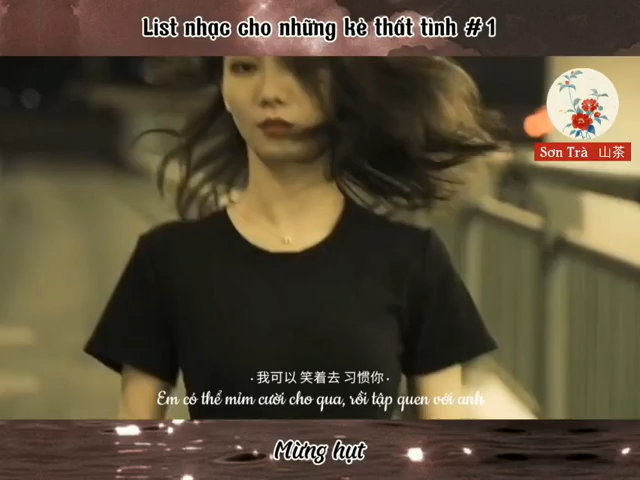 List nhạc cho những kẻ thất tình #1
Sơn Trà 山茶
·我可以 笑着去 习惯你·
Em có thể mỉm cười cho qua, rồi tập quen với anh
Mừng hụt